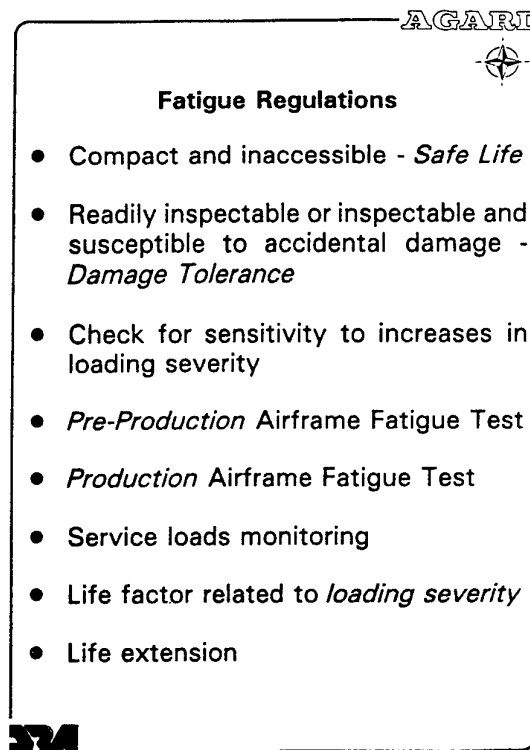 AGARD
Fatigue Regulations
● Compact and inaccessible - Safe Life
● Readily inspectable or inspectable and
susceptible to accidental damage -
Damage Tolerance
● Check for sensitivity to increases in
loading severity
● Pre-Production Airframe Fatigue Test
● Production Airframe Fatigue Test
● Service loads monitoring
● Life factor related to loading severity
● Life extension
DRA